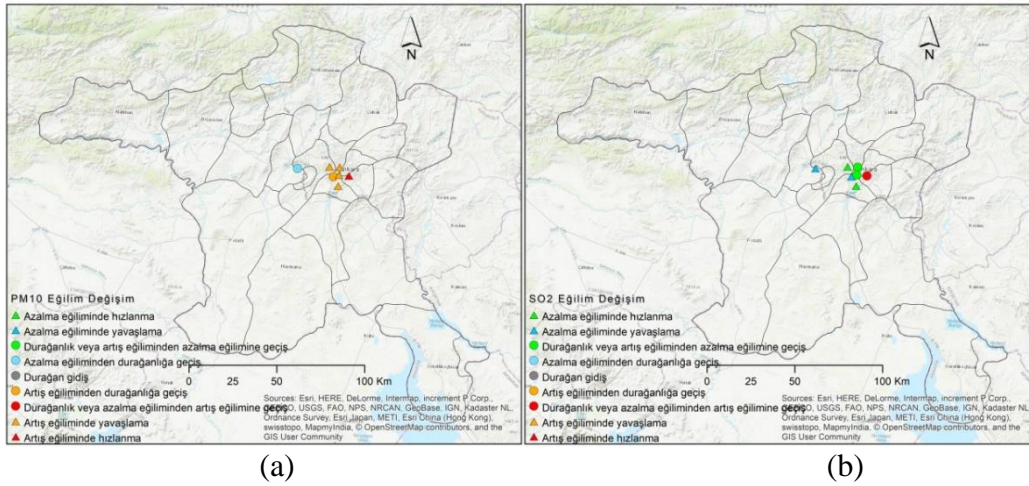 N
PM10 Eğilim Değişim
Azalma eğiliminde hızlanma
Azalma eğiliminde yavaşlama
Durağanlık veya artış eğiliminden azalma eğilimine geçiş
Azalma eğiliminden durağanlığa geçiş
Durağan gidiş
Artış eğiliminden durağanlığa geçiş
Durağanlık veya azalma eğiliminden artış eğilimine geçiş
Artış eğiliminde yavaşlama
Artış eğiliminde hızlanma
0 25 50 100 Km
Sources: Esri, HERE, DeLorme, Intermap, increment P Corp.,
USGS, FAO, NPS, NRCAN, GeoBase, IGN, Kadaster NL,
Ordnance Survey, Esri Japan, METI, Esri China (Hong Kong),
swisstopo, MapmyIndia, © OpenStreetMap contributors, and the
GIS User Community
(a)
N
SO2 Eğilim Değişim
Azalma eğiliminde hızlanma
Azalma eğiliminde yavaşlama
Durağanlık veya artış eğiliminden azalma eğilimine geçiş
Azalma eğiliminden durağanlığa geçiş
Durağan gidiş
Artış eğiliminden durağanlığa geçiş
Durağanlık veya azalma eğiliminden artış eğilimine geçiş
Artış eğiliminde yavaşlama
Artış eğiliminde hızlanma
0 25 50 100 Km
Sources: Esri, HERE, DeLorme, Intermap, increment P Corp.,
USGS, FAO, NPS, NRCAN, GeoBase, IGN, Kadaster NL,
Ordnance Survey, Esri Japan, METI, Esri China (Hong Kong),
swisstopo, MapmyIndia, © OpenStreetMap contributors, and the
GIS User Community
(b)